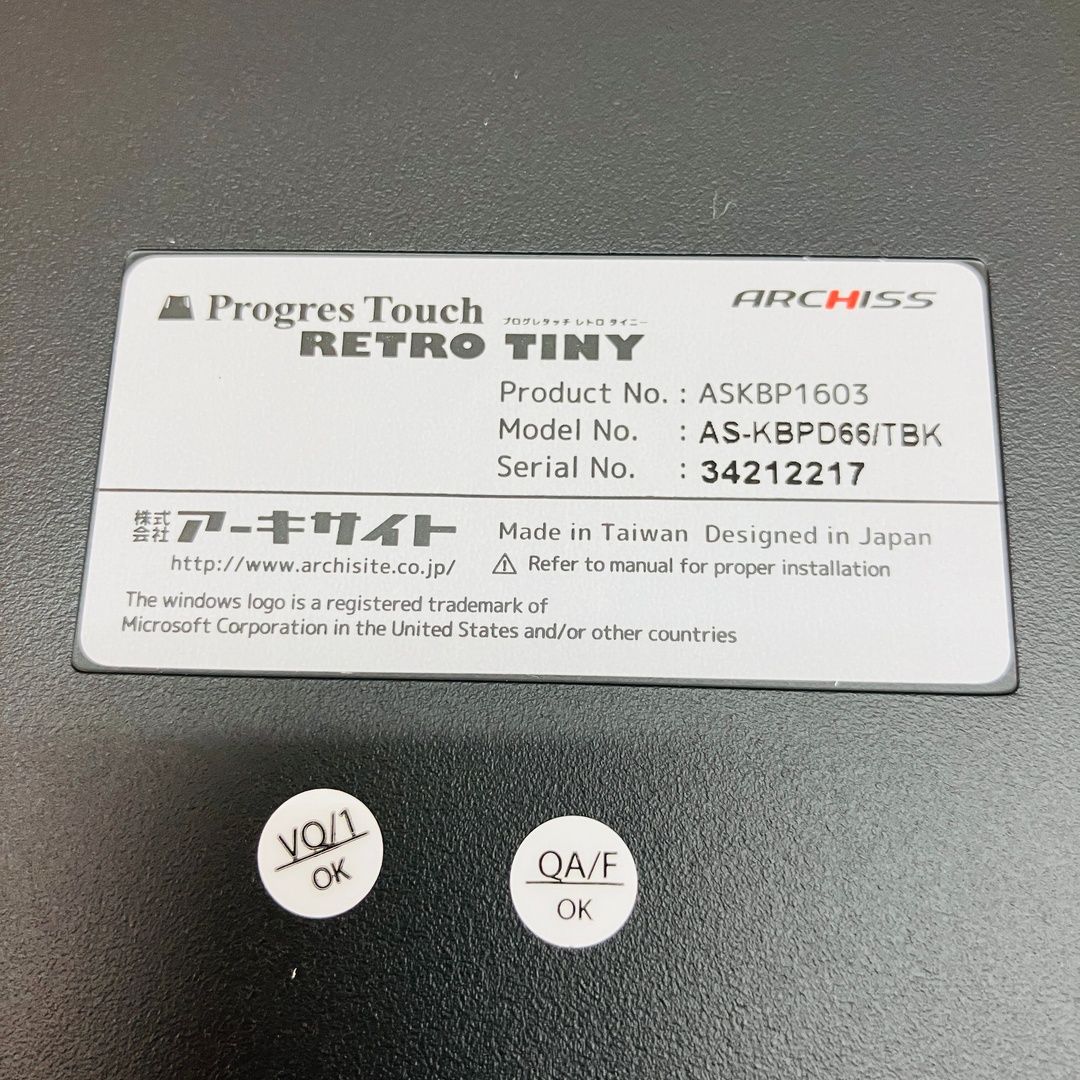 Progres Touch
ARCHISS
プログレタッチ レトロ タイニー
RETRO TINY
Product No. : ASKBP1603
Model No. : AS-KBPD66/TBK
Serial No. : 34212217
株式会社 アーキサイト
Made in Taiwan Designed in Japan
http://www.archisite.co.jp/
Refer to manual for proper installation
The windows logo is a registered trademark of
Microsoft Corporation in the United States and/or other countries
VQ/1
OK
QA/F
OK